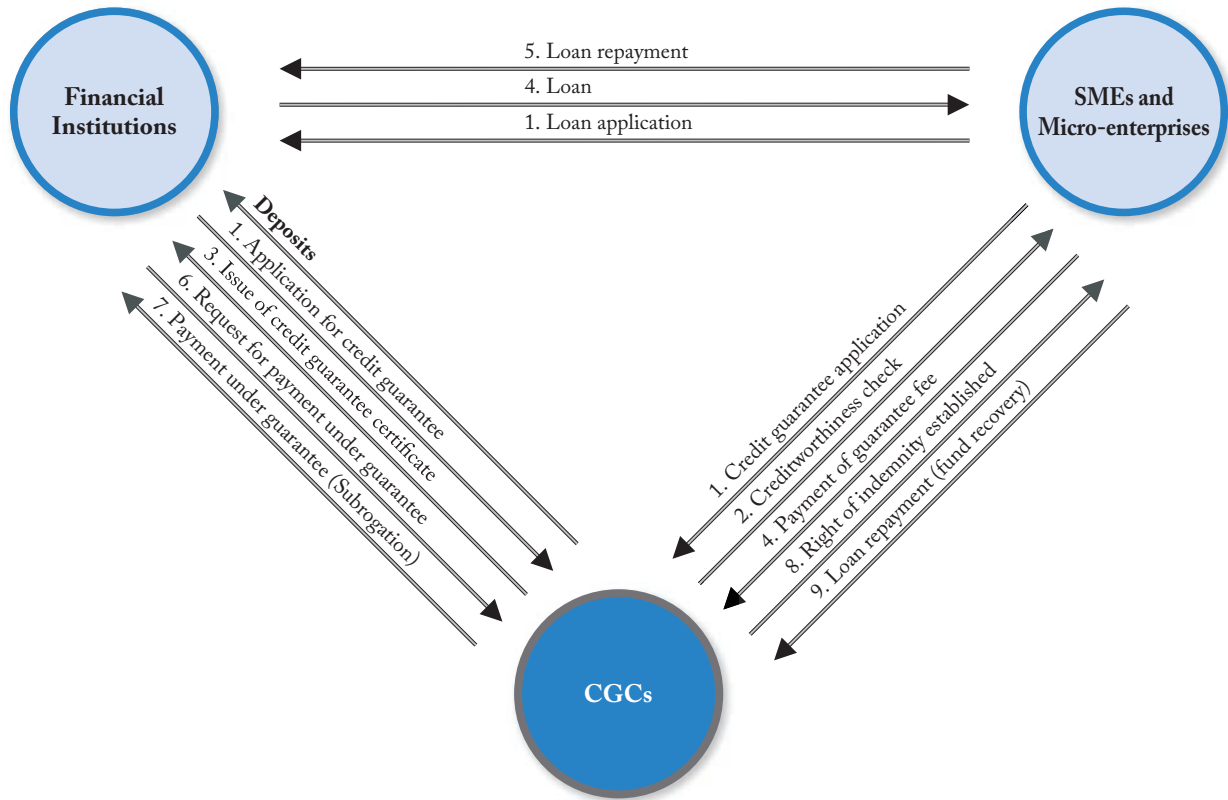 5. Loan repayment
4. Loan
1. Loan application
Financial
Institutions
SMEs and
Micro-enterprises
Deposits
1. Application for credit guarantee
3. Issue of credit guarantee certificate
6. Request for payment under guarantee
7. Payment under guarantee (Subrogation)
1. Credit guarantee application
2. Creditworthiness check
4. Payment of guarantee fee
8. Right of indemnity established
9. Loan repayment (fund recovery)
CGCs